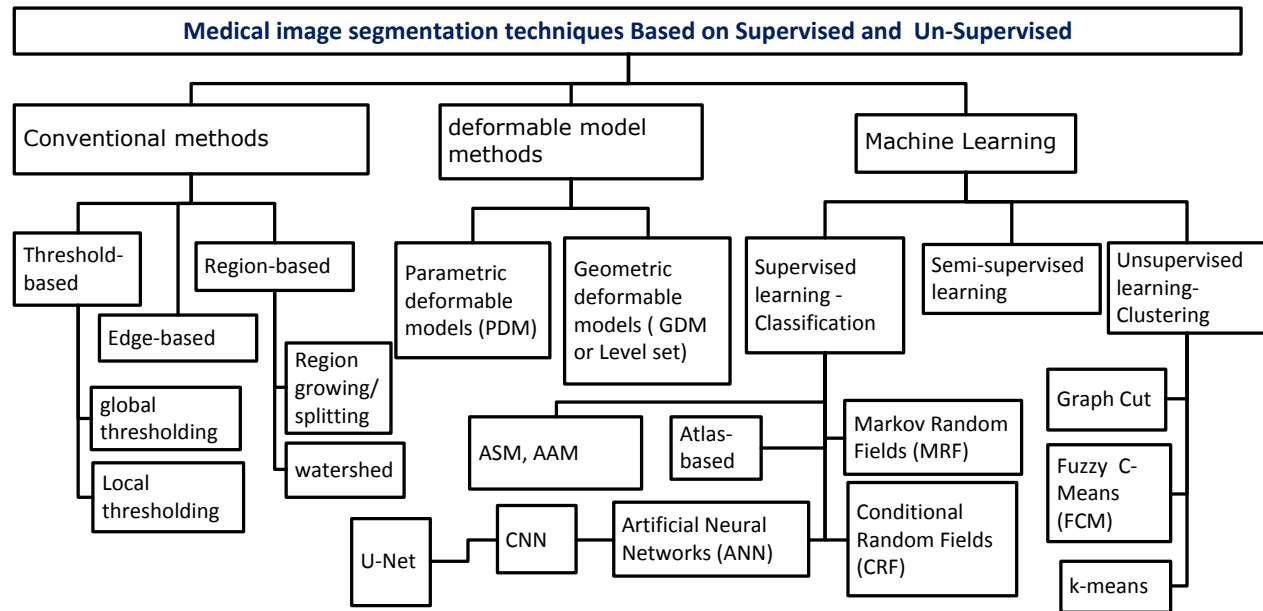 Medical image segmentation techniques Based on Supervised and Un-Supervised
Conventional methods
deformable model
methods
Machine Learning
Threshold-
based
Edge-based
Region-based
global
thresholding
Local
thresholding
Region
growing/
splitting
watershed
Parametric
deformable
models (PDM)
Geometric
deformable
models ( GDM
or Level set)
Supervised
learning -
Classification
Semi-supervised
learning
Unsupervised
learning-
Clustering
ASM, AAM
Atlas-
based
Markov Random
Fields (MRF)
U-Net
CNN
Artificial Neural
Networks (ANN)
Conditional
Random Fields
(CRF)
Graph Cut
Fuzzy C-
Means
(FCM)
k-means